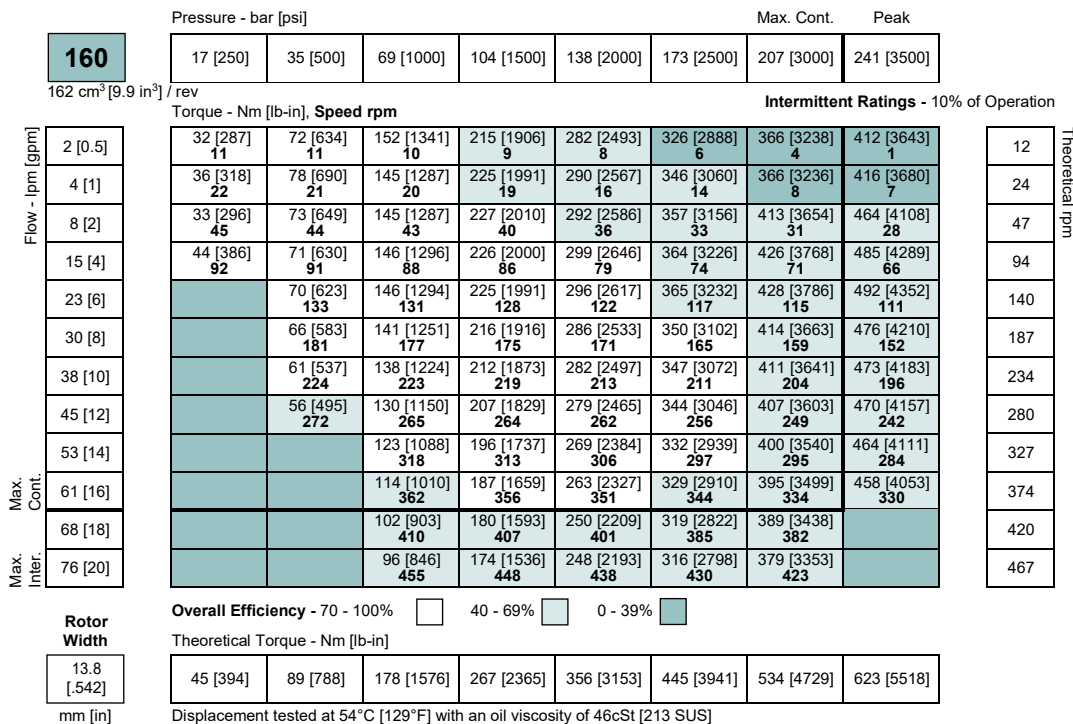 Pressure - bar [psi] Max. Cont. Peak
160 17 [250] 35 [500] 69 [1000] 104 [1500] 138 [2000] 173 [2500] 207 [3000] 241 [3500]
162 cm³ [9.9 in³] / rev
Torque - Nm [lb-in], Speed rpm Intermittent Ratings - 10% of Operation
Flow - lpm [gpm]
Theoretical rpm
2 [0.5] 32 [287] 72 [634] 152 [1341] 215 [1906] 282 [2493] 326 [2888] 366 [3238] 412 [3643] 12
11 11 10 9 8 6 4 1
4 [1] 36 [318] 78 [690] 145 [1287] 225 [1991] 290 [2567] 346 [3060] 366 [3236] 416 [3680] 24
22 21 20 19 16 14 8 7
8 [2] 33 [296] 73 [649] 145 [1287] 227 [2010] 292 [2586] 357 [3156] 413 [3654] 464 [4108] 47
45 44 43 40 36 33 31 28
15 [4] 44 [386] 71 [630] 146 [1296] 226 [2000] 299 [2646] 364 [3226] 426 [3768] 485 [4289] 94
92 91 88 86 79 74 71 66
23 [6] 70 [623] 146 [1294] 225 [1991] 296 [2617] 365 [3232] 428 [3786] 492 [4352] 140
133 131 128 122 117 115 111
30 [8] 66 [583] 141 [1251] 216 [1916] 286 [2533] 350 [3102] 414 [3663] 476 [4210] 187
181 177 175 171 165 159 152
38 [10] 61 [537] 138 [1224] 212 [1873] 282 [2497] 347 [3072] 411 [3641] 473 [4183] 234
224 223 219 213 211 204 196
45 [12] 56 [495] 130 [1150] 207 [1829] 279 [2465] 344 [3046] 407 [3603] 470 [4157] 280
272 265 264 262 256 249 242
53 [14] 123 [1088] 196 [1737] 269 [2384] 332 [2939] 400 [3540] 464 [4111] 327
318 313 306 297 295 284
Max. Cont.
61 [16] 114 [1010] 187 [1659] 263 [2327] 329 [2910] 395 [3499] 458 [4053] 374
362 356 351 344 334 330
68 [18] 102 [903] 180 [1593] 250 [2209] 319 [2822] 389 [3438] 420
410 407 401 385 382
Max. Inter.
76 [20] 96 [846] 174 [1536] 248 [2193] 316 [2798] 379 [3353] 467
455 448 438 430 423
Overall Efficiency - 70 - 100% 40 - 69% 0 - 39%
Rotor
Width
Theoretical Torque - Nm [lb-in]
13.8
[.542]
45 [394] 89 [788] 178 [1576] 267 [2365] 356 [3153] 445 [3941] 534 [4729] 623 [5518]
mm [in] Displacement tested at 54°C [129°F] with an oil viscosity of 46cSt [213 SUS]